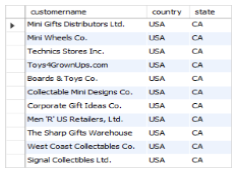 customername country state
Mini Gifts Distributors Ltd. USA CA
Mini Wheels Co. USA CA
Technics Stores Inc. USA CA
Toys4GrownUps.com USA CA
Boards & Toys Co. USA CA
Collectable Mini Designs Co. USA CA
Corporate Gift Ideas Co. USA CA
Men 'R' US Retailers, Ltd. USA CA
The Sharp Gifts Warehouse USA CA
West Coast Collectables Co. USA CA
Signal Collectibles Ltd. USA CA